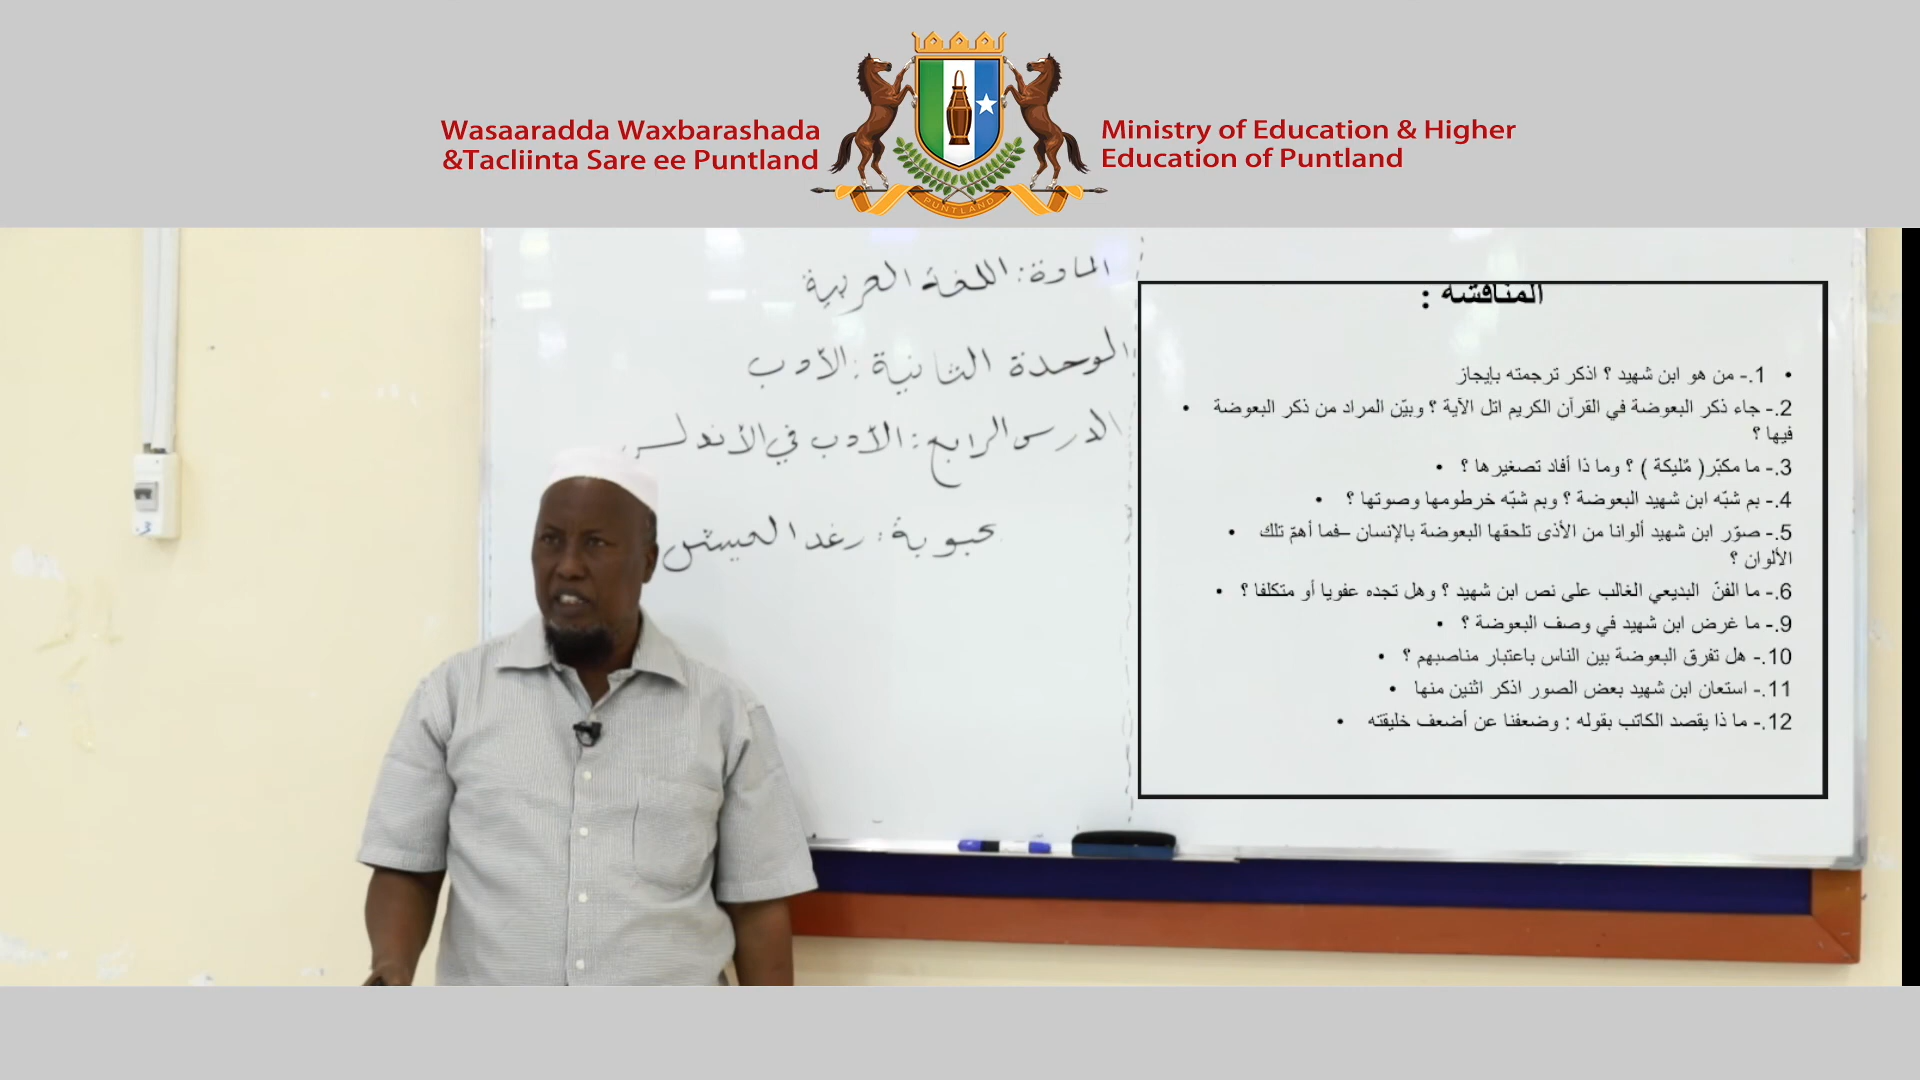 Wasaaradda Waxbarashada
&Tacliinta Sare ee Puntland
Ministry of Education & Higher
Education of Puntland
PUNTLAND
المادة: اللغة العربية
الوحدة الثانية: الأدب
الدرس الرابع: الأدب في الأندلس
محبوبة: رغد العيش
المناقشة :
• 1.- من هو ابن شهيد ؟ اذكر ترجمته بإيجاز
2.- جاء ذكر البعوضة في القرآن الكريم اتل الآية ؟ وبيّن المراد من ذكر البعوضة •
فيها ؟
3.- ما مكبّر( مُليكة ) ؟ وما ذا أفاد تصغيرها ؟ •
4.- بم شبّه ابن شهيد البعوضة ؟ وبم شبّه خرطومها وصوتها ؟ •
5.- صوّر ابن شهيد ألوانا من الأذى تلحقها البعوضة بالإنسان –فما أهمّ تلك •
الألوان ؟
6.- ما الفنّ البديعي الغالب على نص ابن شهيد ؟ وهل تجده عفويا أو متكلفا ؟ •
9.- ما غرض ابن شهيد في وصف البعوضة ؟ •
10.- هل تفرق البعوضة بين الناس باعتبار مناصبهم ؟ •
11.- استعان ابن شهيد بعض الصور اذكر اثنين منها •
12.- ما ذا يقصد الكاتب بقوله : وضعفنا عن أضعف خليقته •